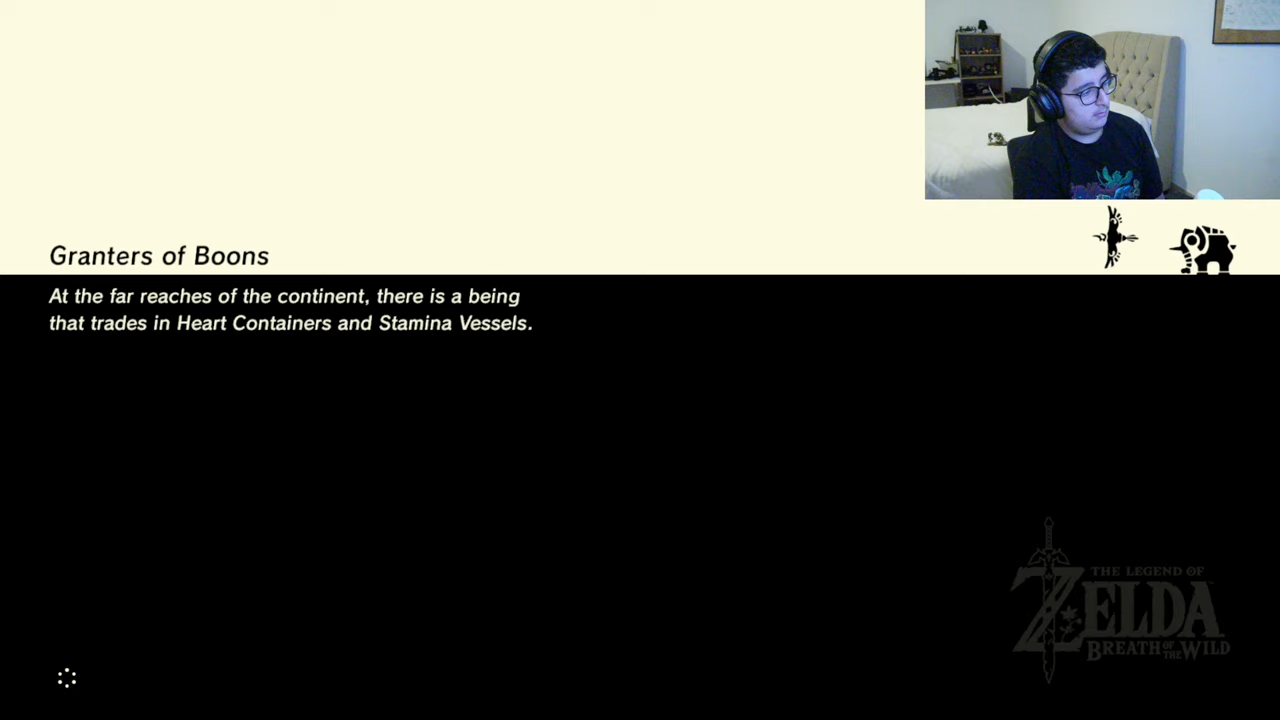 Granters of Boons
At the far reaches of the continent, there is a being
that trades in Heart Containers and Stamina Vessels.
THE LEGEND OF
ZELDA
BREATH OF THE WILD